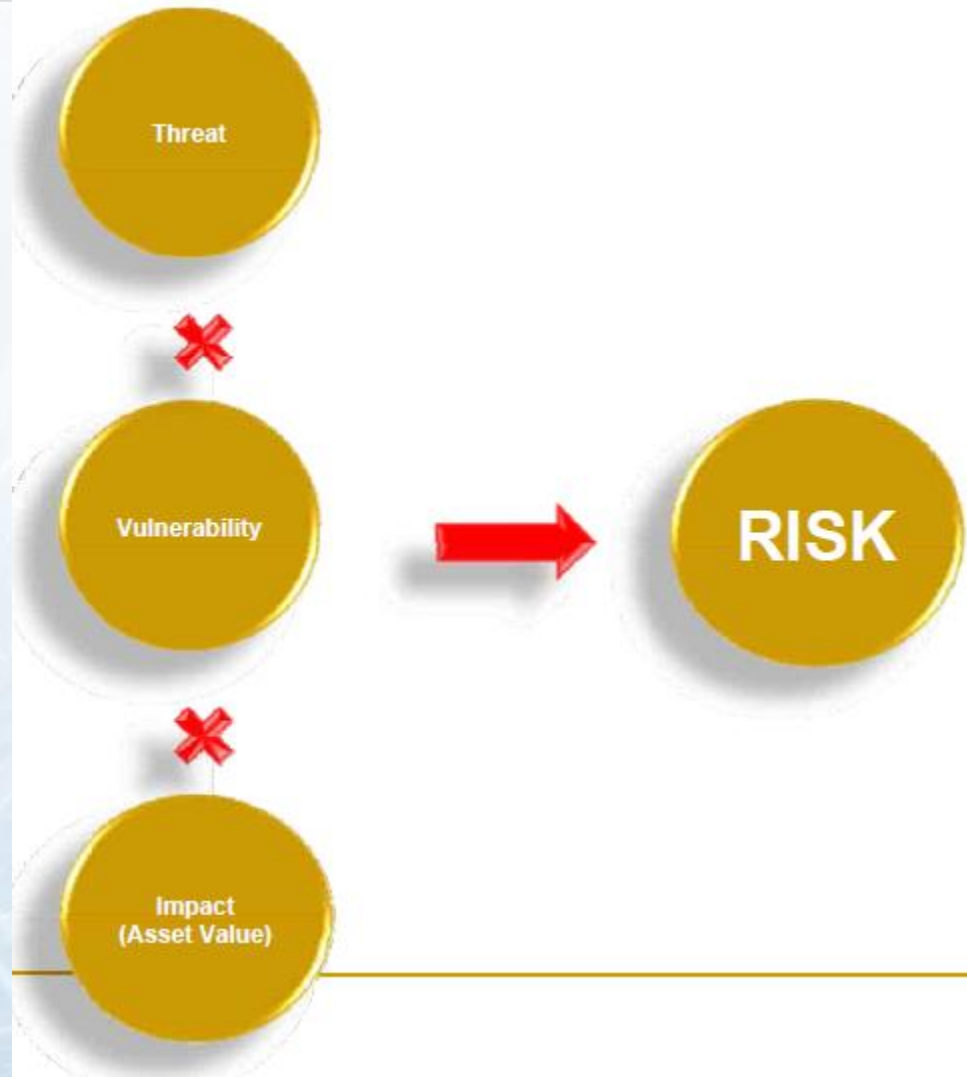 Threat
Vulnerability
RISK
Impact
(Asset Value)